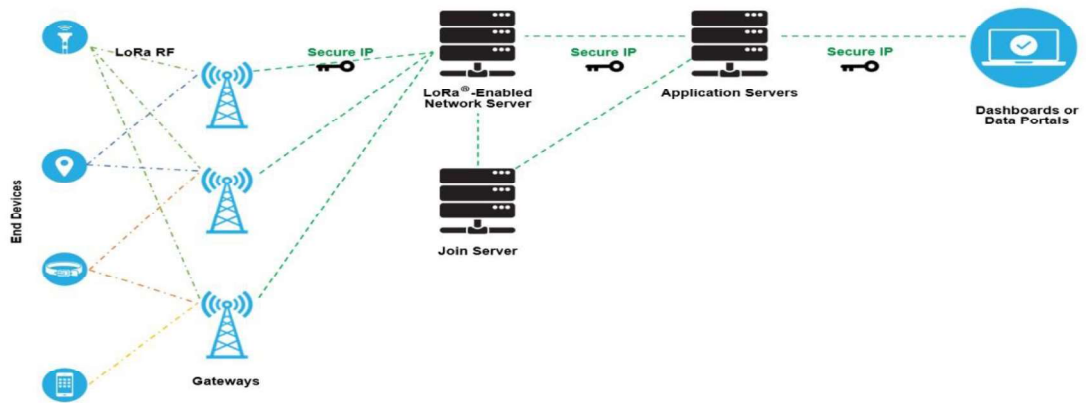 LoRa RF
Secure IP
Secure IP
Secure IP
LoRa®-Enabled
Network Server
Application Servers
Dashboards or
Data Portals
End Devices
Join Server
Gateways